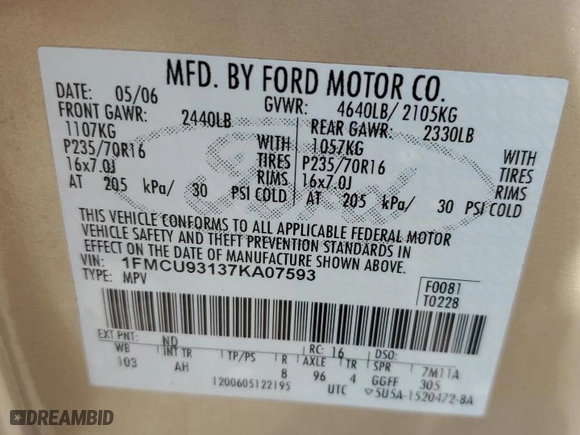 MFD. BY FORD MOTOR CO.
DATE: 05/06 GVWR: 4640LB/ 2105KG
FRONT GAWR: 2440LB REAR GAWR: 2330LB
1107KG WITH 1057KG WITH
P235/70R16 TIRES P235/70R16 TIRES
16x7.0J RIMS 16x7.0J RIMS
AT 205 kPa/ 30 PSI COLD AT 205 kPa/ 30 PSI COLD
THIS VEHICLE CONFORMS TO ALL APPLICABLE FEDERAL MOTOR
VEHICLE SAFETY AND THEFT PREVENTION STANDARDS IN
EFFECT ON THE DATE OF MANUFACTURE SHOWN ABOVE.
VIN: 1FMCU93137KA07593
TYPE: MPV F0081
T0228
EXT PNT: ND RC: 16 DSO:
WB INT TR TP/PS R AXLE TR SPR 7M11A
103 AH 8 96 4 GGFF 305
1200605122195 UTC 5U5A-1520472-BA
Ford
DREAMBID